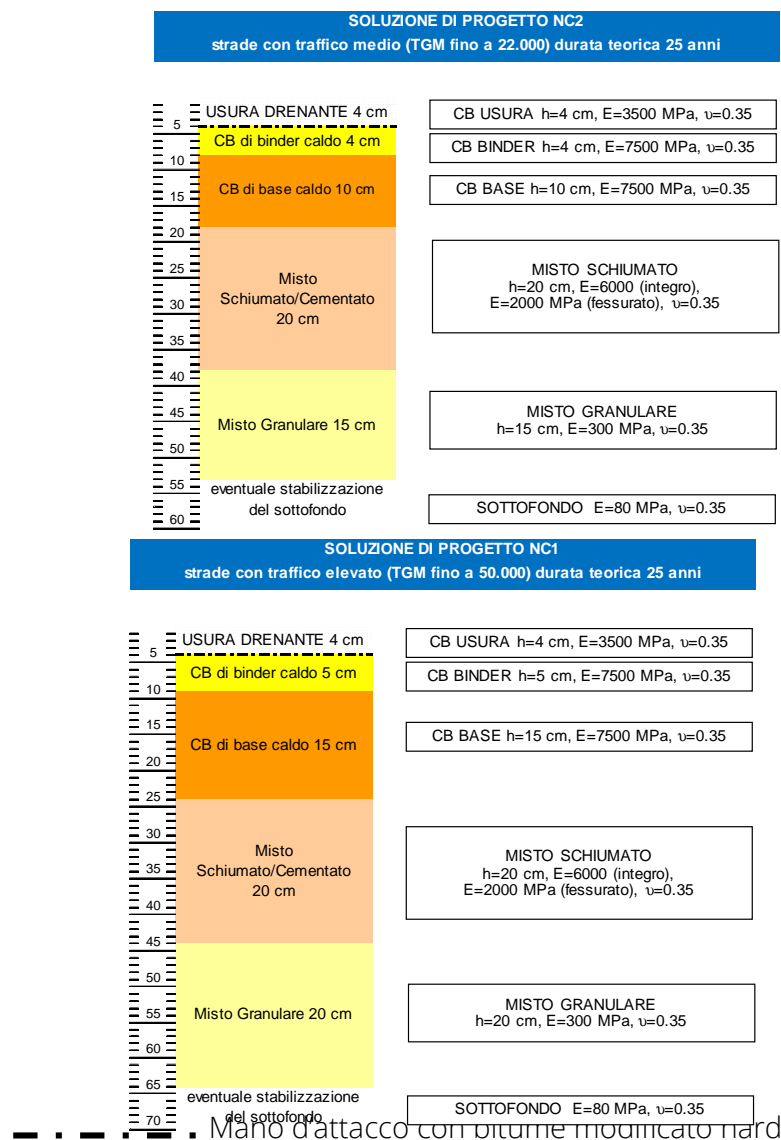 SOLUZIONE DI PROGETTO NC2
strade con traffico medio (TGM fino a 22.000) durata teorica 25 anni
USURA DRENANTE 4 cm
CB USURA h=4 cm, E=3500 MPa, υ=0.35
5
CB di binder caldo 4 cm
CB BINDER h=4 cm, E=7500 MPa, υ=0.35
10
CB di base caldo 10 cm
CB BASE h=10 cm, E=7500 MPa, υ=0.35
15
20
25
Misto
Schiumato/Cementato
20 cm
MISTO SCHIUMATO
h=20 cm, E=6000 (integro),
E=2000 MPa (fessurato), υ=0.35
30
35
40
45
Misto Granulare 15 cm
MISTO GRANULARE
h=15 cm, E=300 MPa, υ=0.35
50
55
eventuale stabilizzazione
del sottofondo
SOTTOFONDO E=80 MPa, υ=0.35
60
SOLUZIONE DI PROGETTO NC1
strade con traffico elevato (TGM fino a 50.000) durata teorica 25 anni
USURA DRENANTE 4 cm
CB USURA h=4 cm, E=3500 MPa, υ=0.35
5
CB di binder caldo 5 cm
CB BINDER h=5 cm, E=7500 MPa, υ=0.35
10
15
CB di base caldo 15 cm
CB BASE h=15 cm, E=7500 MPa, υ=0.35
20
25
30
Misto
Schiumato/Cementato
20 cm
MISTO SCHIUMATO
h=20 cm, E=6000 (integro),
E=2000 MPa (fessurato), υ=0.35
35
40
45
50
55
Misto Granulare 20 cm
MISTO GRANULARE
h=20 cm, E=300 MPa, υ=0.35
60
65
eventuale stabilizzazione
del sottofondo
SOTTOFONDO E=80 MPa, υ=0.35
70
Mano d'attacco con bitume modificato hard